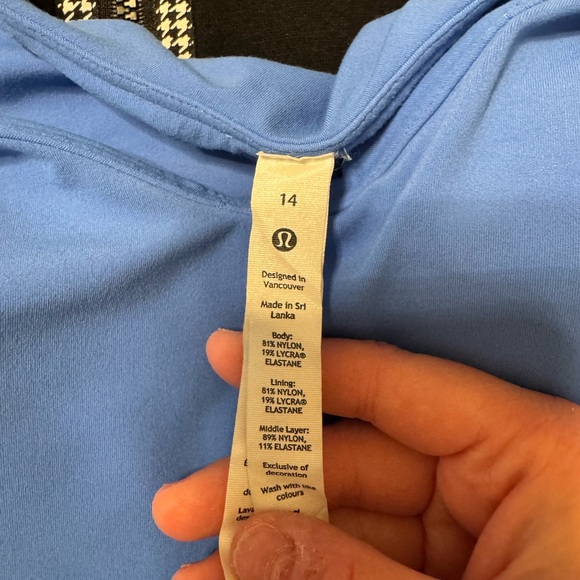 14
Designed in
Vancouver
Made in Sri
Lanka
Body:
81% NYLON,
19% LYCRA®
ELASTANE
Lining:
81% NYLON,
19% LYCRA®
ELASTANE
Middle Layer:
89% NYLON,
11% ELASTANE
Exclusive of
decoration
Wash with like
colours